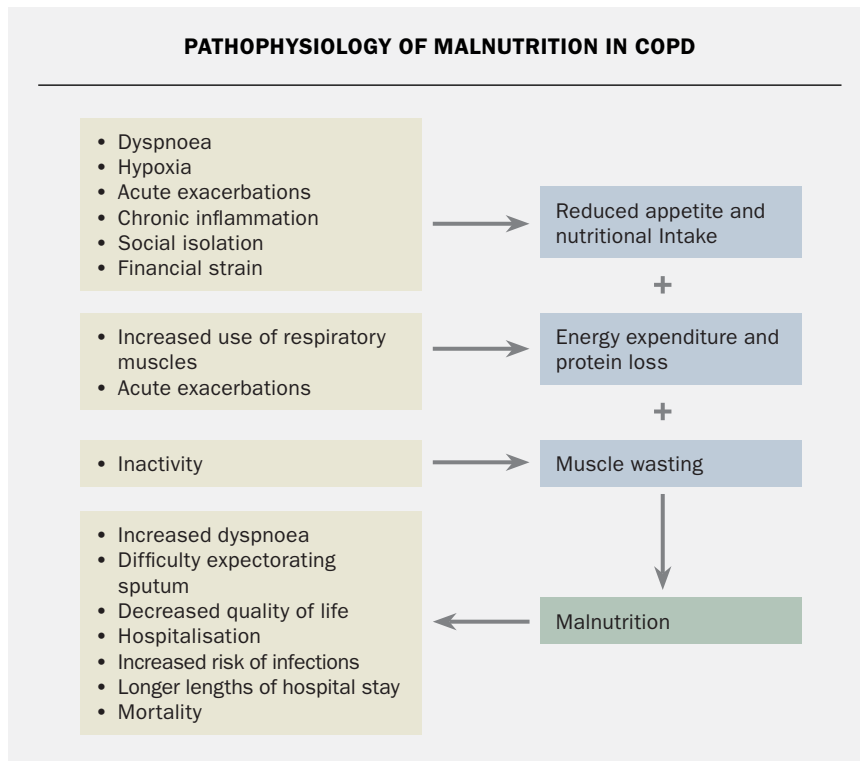 PATHOPHYSIOLOGY OF MALNUTRITION IN COPD
• Dyspnoea
• Hypoxia
• Acute exacerbations
• Chronic inflammation
• Social isolation
• Financial strain
Reduced appetite and
nutritional Intake
+
• Increased use of respiratory
muscles
• Acute exacerbations
Energy expenditure and
protein loss
+
• Inactivity
Muscle wasting
• Increased dyspnoea
• Difficulty expectorating
sputum
• Decreased quality of life
• Hospitalisation
• Increased risk of infections
• Longer lengths of hospital stay
• Mortality
Malnutrition